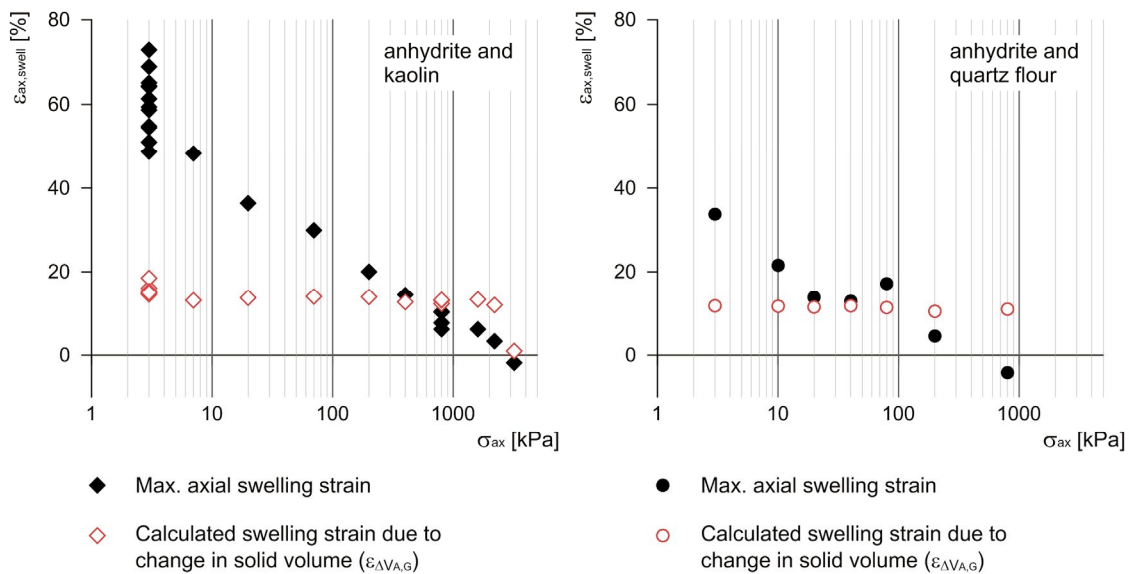 εax,swell [%]
80
60
40
20
0
anhydrite and
kaolin
1
10
100
1000
σax [kPa]
Max. axial swelling strain
Calculated swelling strain due to
change in solid volume (εΔVA,G)
εax,swell [%]
80
60
40
20
0
anhydrite and
quartz flour
1
10
100
1000
σax [kPa]
Max. axial swelling strain
Calculated swelling strain due to
change in solid volume (εΔVA,G)